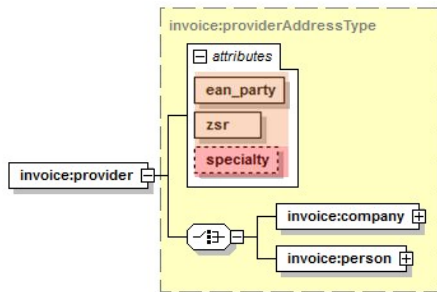 invoice:providerAddressType
attributes
ean_party
zsr
specialty
invoice:provider
invoice:company
invoice:person